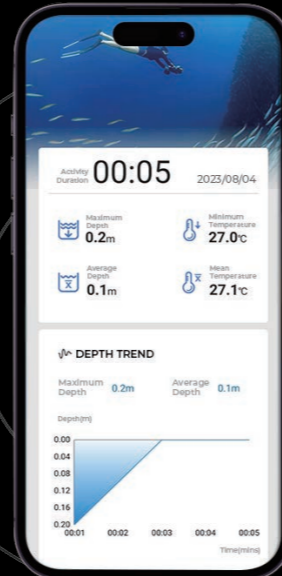 Activity
Duration
00:05
2023/08/04
Maximum
Depth
0.2m
Minimum
Temperature
27.0℃
Average
Depth
0.1m
Mean
Temperature
27.1℃
DEPTH TREND
Maximum
Depth
0.2m
Average
Depth
0.1m
Depth(m)
0.00
0.04
0.08
0.12
0.16
0.20
00:01 00:02 00:03 00:04 00:05
Time(mins)